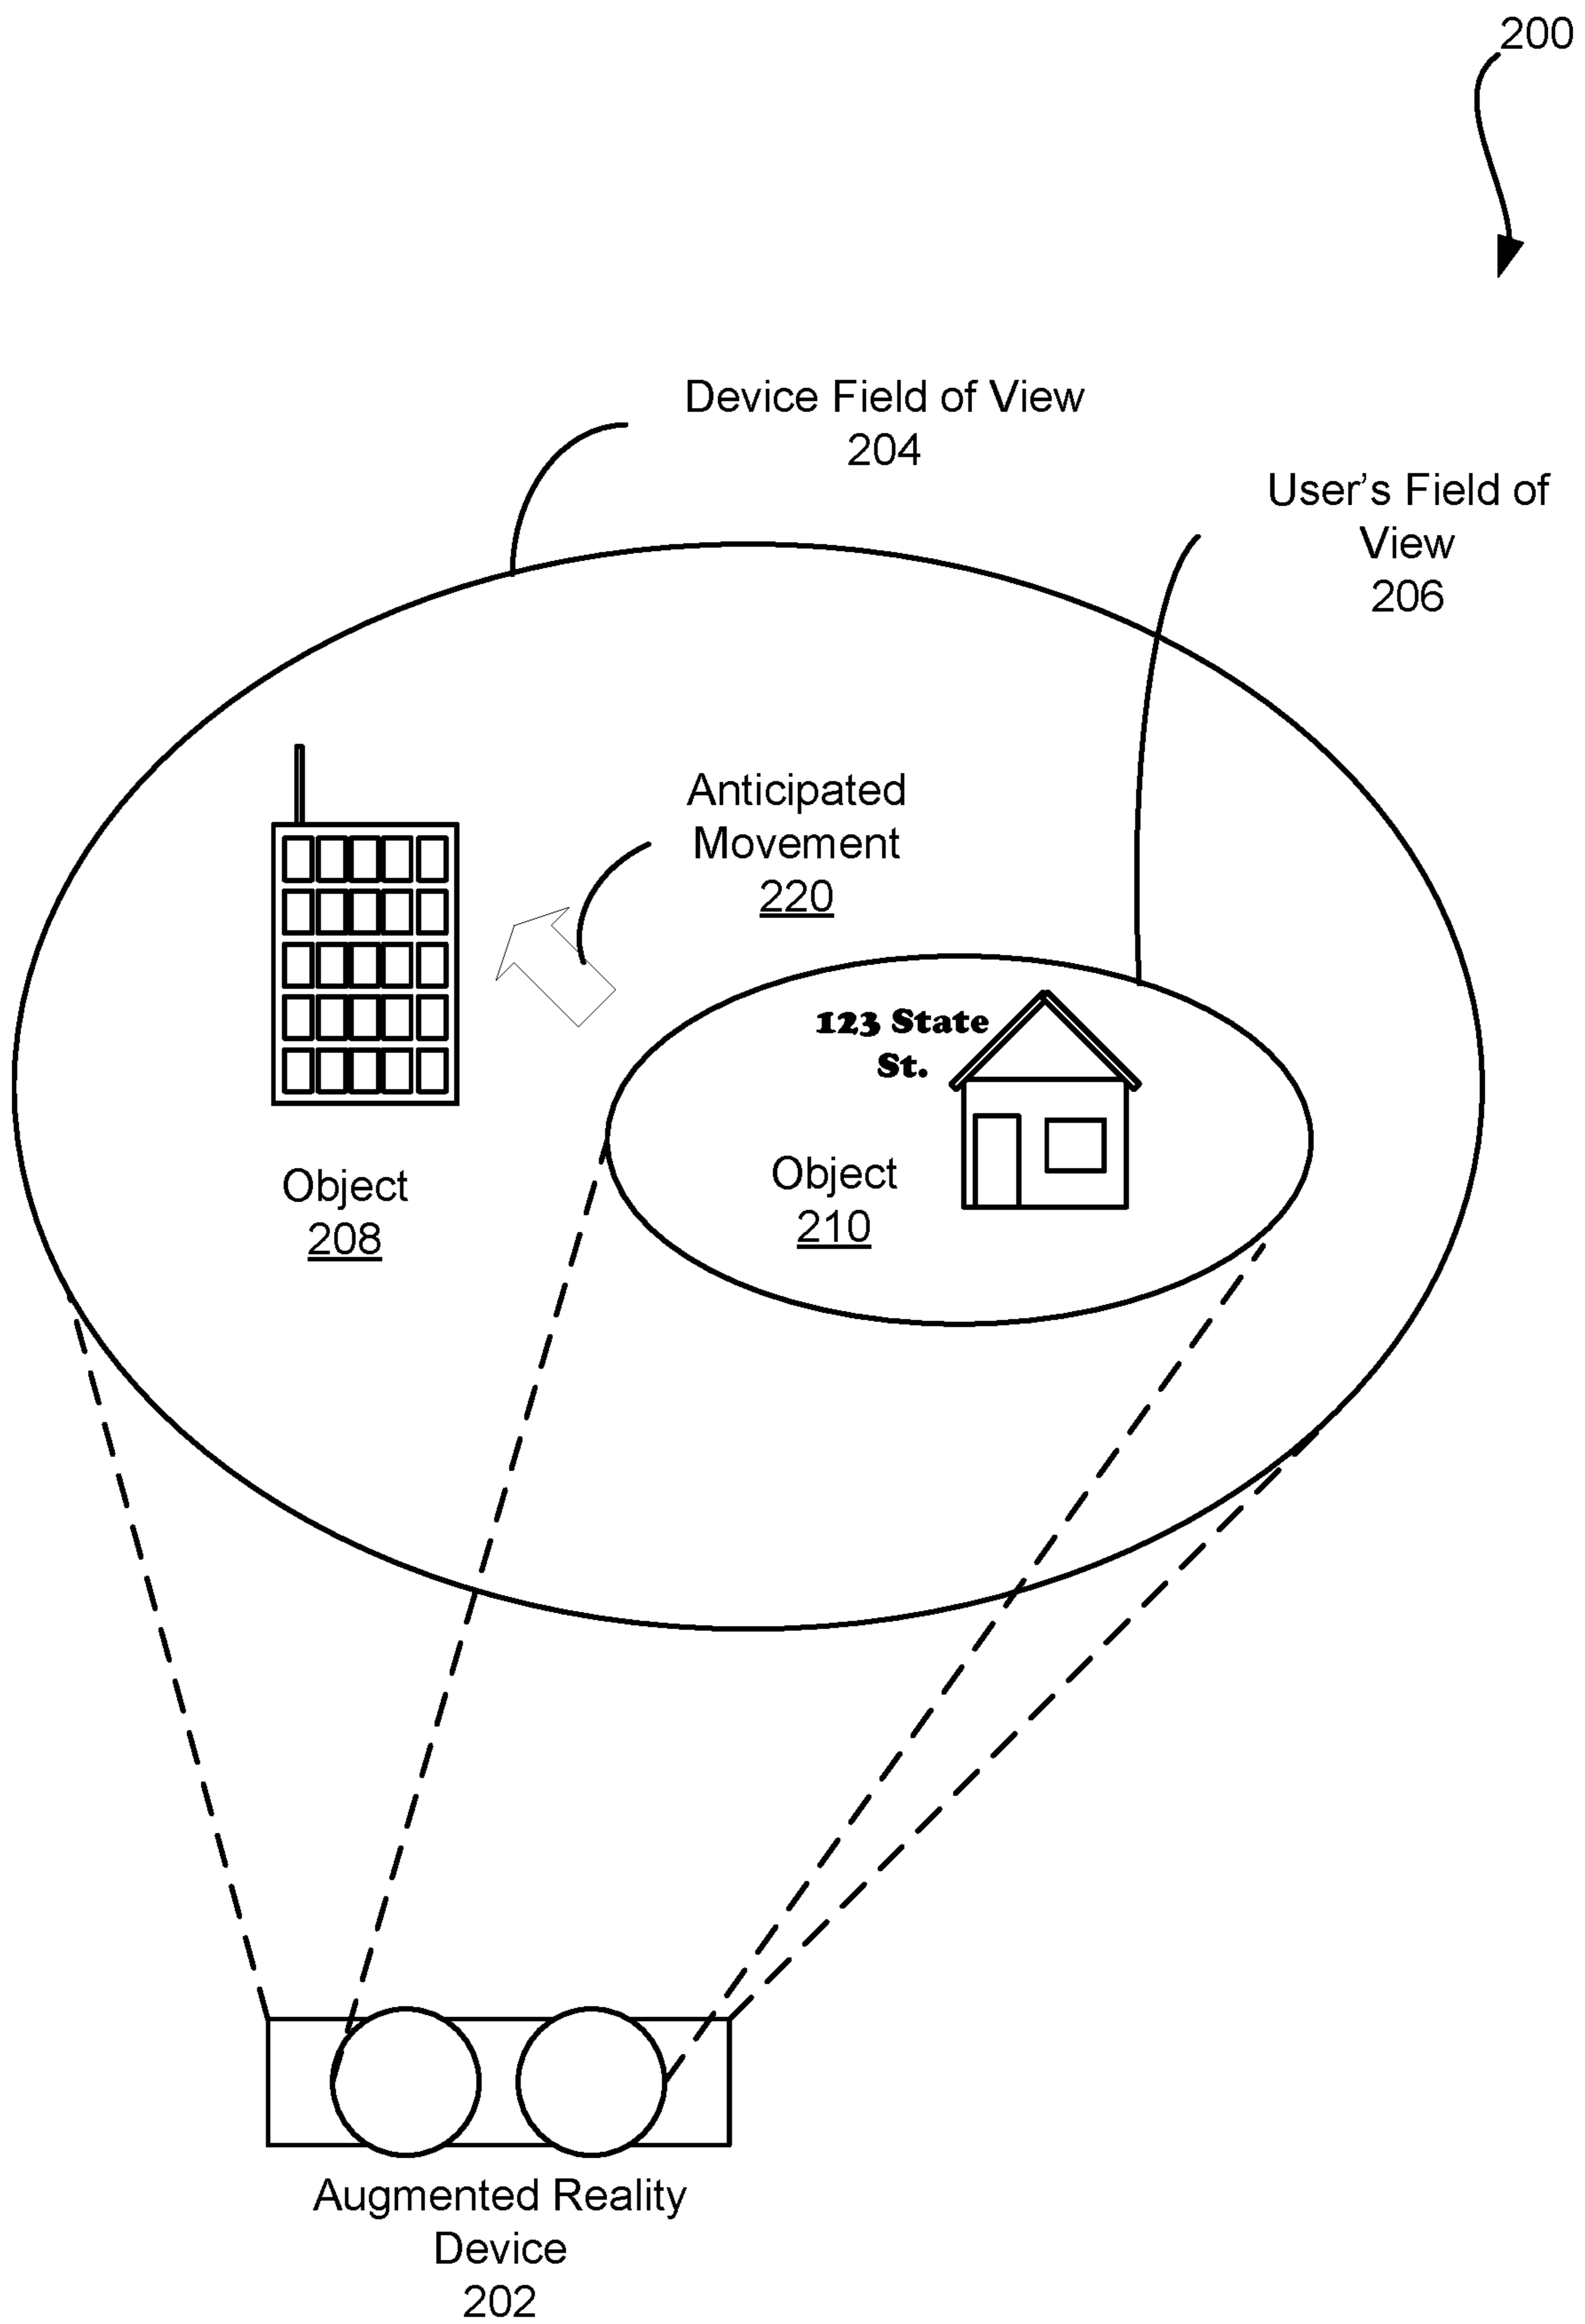 200
Device Field of View
204
User's Field of
View
206
Anticipated
Movement
220
123 State
St.
Object
210
Object
208
Augmented Reality
Device
202